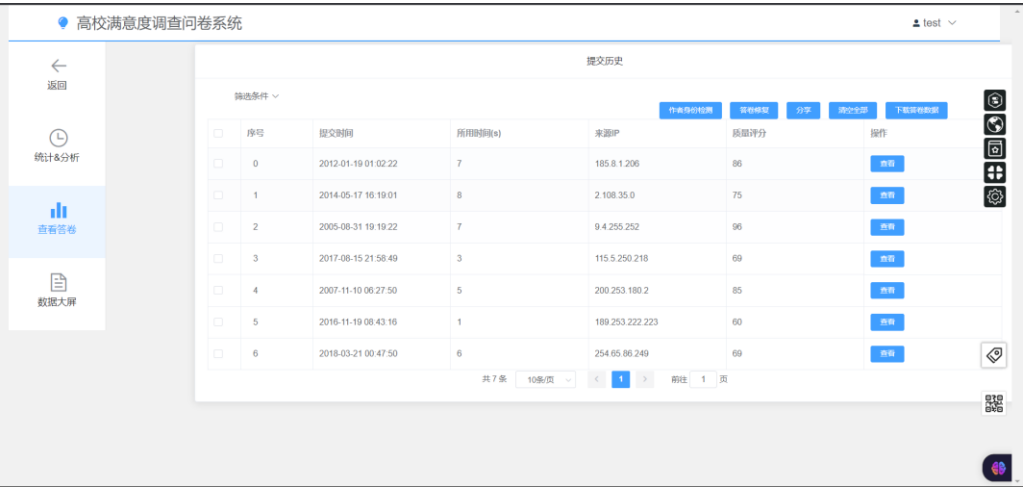 高校满意度调查问卷系统
test
返回
统计&分析
查看答卷
数据大屏
提交历史
筛选条件
作者身份检测 答卷修复 分享 清空全部 下载答卷数据
序号 提交时间 所用时间(s) 来源IP 质量评分 操作
0 2012-01-19 01:02:22 7 185.8.1.206 86 查看
1 2014-05-17 16:19:01 8 2.108.35.0 75 查看
2 2005-08-31 19:19:22 7 9.4.255.252 96 查看
3 2017-08-15 21:58:49 3 115.5.250.218 69 查看
4 2007-11-10 06:27:50 5 200.253.180.2 85 查看
5 2016-11-19 08:43:16 1 189.253.222.223 60 查看
6 2018-03-21 00:47:50 6 254.65.86.249 69 查看
共 7 条 10条/页 1 前往 1 页